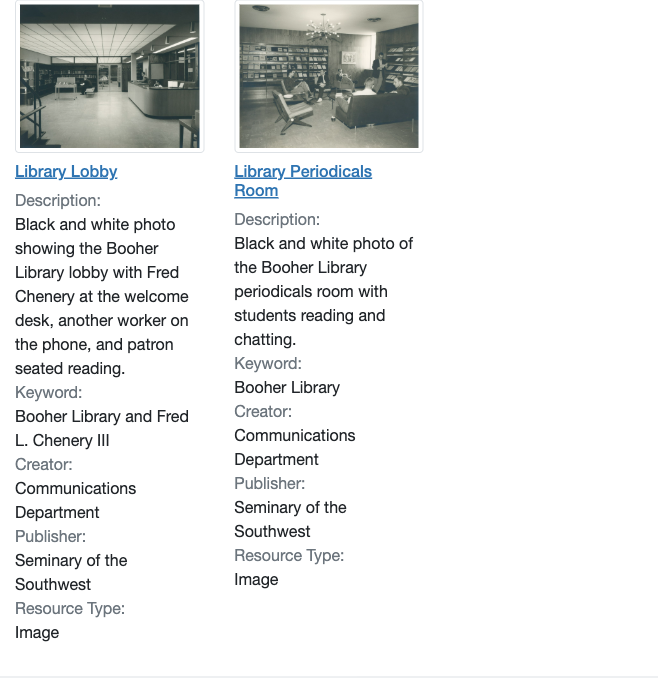 Library Lobby
Description:
Black and white photo
showing the Booher
Library lobby with Fred
Chenery at the welcome
desk, another worker on
the phone, and patron
seated reading.
Keyword:
Booher Library and Fred
L. Chenery III
Creator:
Communications
Department
Publisher:
Seminary of the
Southwest
Resource Type:
Image
Library Periodicals
Room
Description:
Black and white photo of
the Booher Library
periodicals room with
students reading and
chatting.
Keyword:
Booher Library
Creator:
Communications
Department
Publisher:
Seminary of the
Southwest
Resource Type:
Image